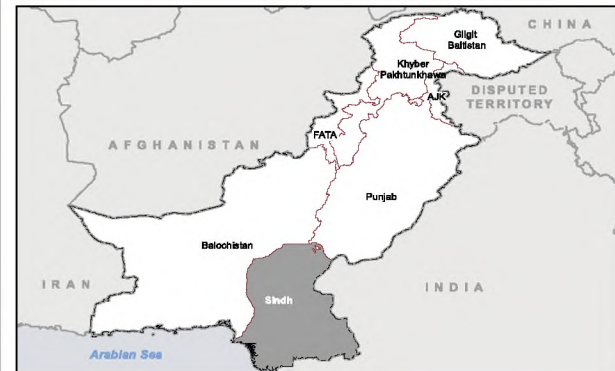 CHINA
Gilgit
Baltistan
Khyber
Pakhtunkhawa
AJK
DISPUTED
TERRITORY
FATA
AFGHANISTAN
Punjab
Balochistan
IRAN
INDIA
Sindh
Arabian Sea